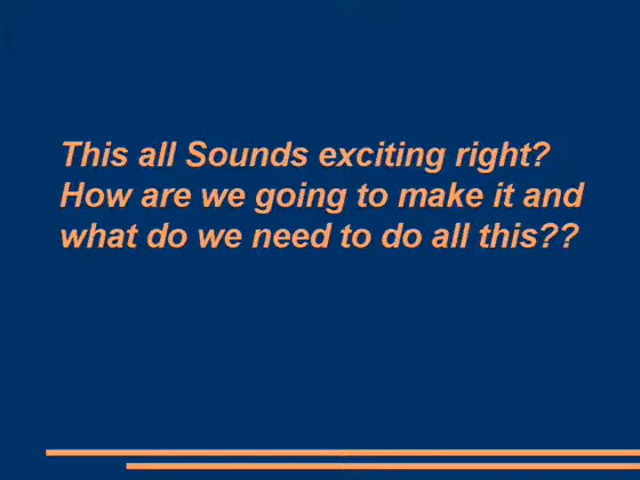 This all Sounds exciting right?
How are we going to make it and
what do we need to do all this??